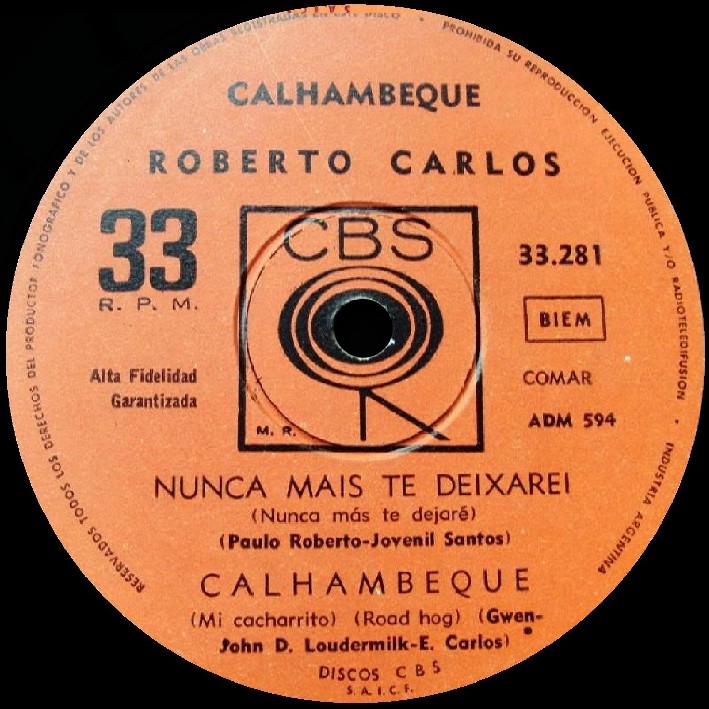 RESERVADOS TODOS LOS DERECHOS DEL PRODUCTOR FONOGRAFICO Y DE LOS AUTORES DE LAS OBRAS REGISTRADAS EN ESTE DISCO
PROHIBIDA SU REPRODUCCION EJECUCION PUBLICA Y/O RADIOTELEDIFUSION • INDUSTRIA ARGENTINA
CALHAMBEQUE
ROBERTO CARLOS
33
R. P. M.
CBS
33.281
BIEM
Alta Fidelidad
Garantizada
COMAR
ADM 594
M. R.
NUNCA MAIS TE DEIXAREI
(Nunca más te dejaré)
(Paulo Roberto-Jovenil Santos)
CALHAMBEQUE
(Mi cacharrito) (Road hog) (Gwen-
John D. Loudermilk-E. Carlos)
DISCOS CBS
S. A. I. C. F.